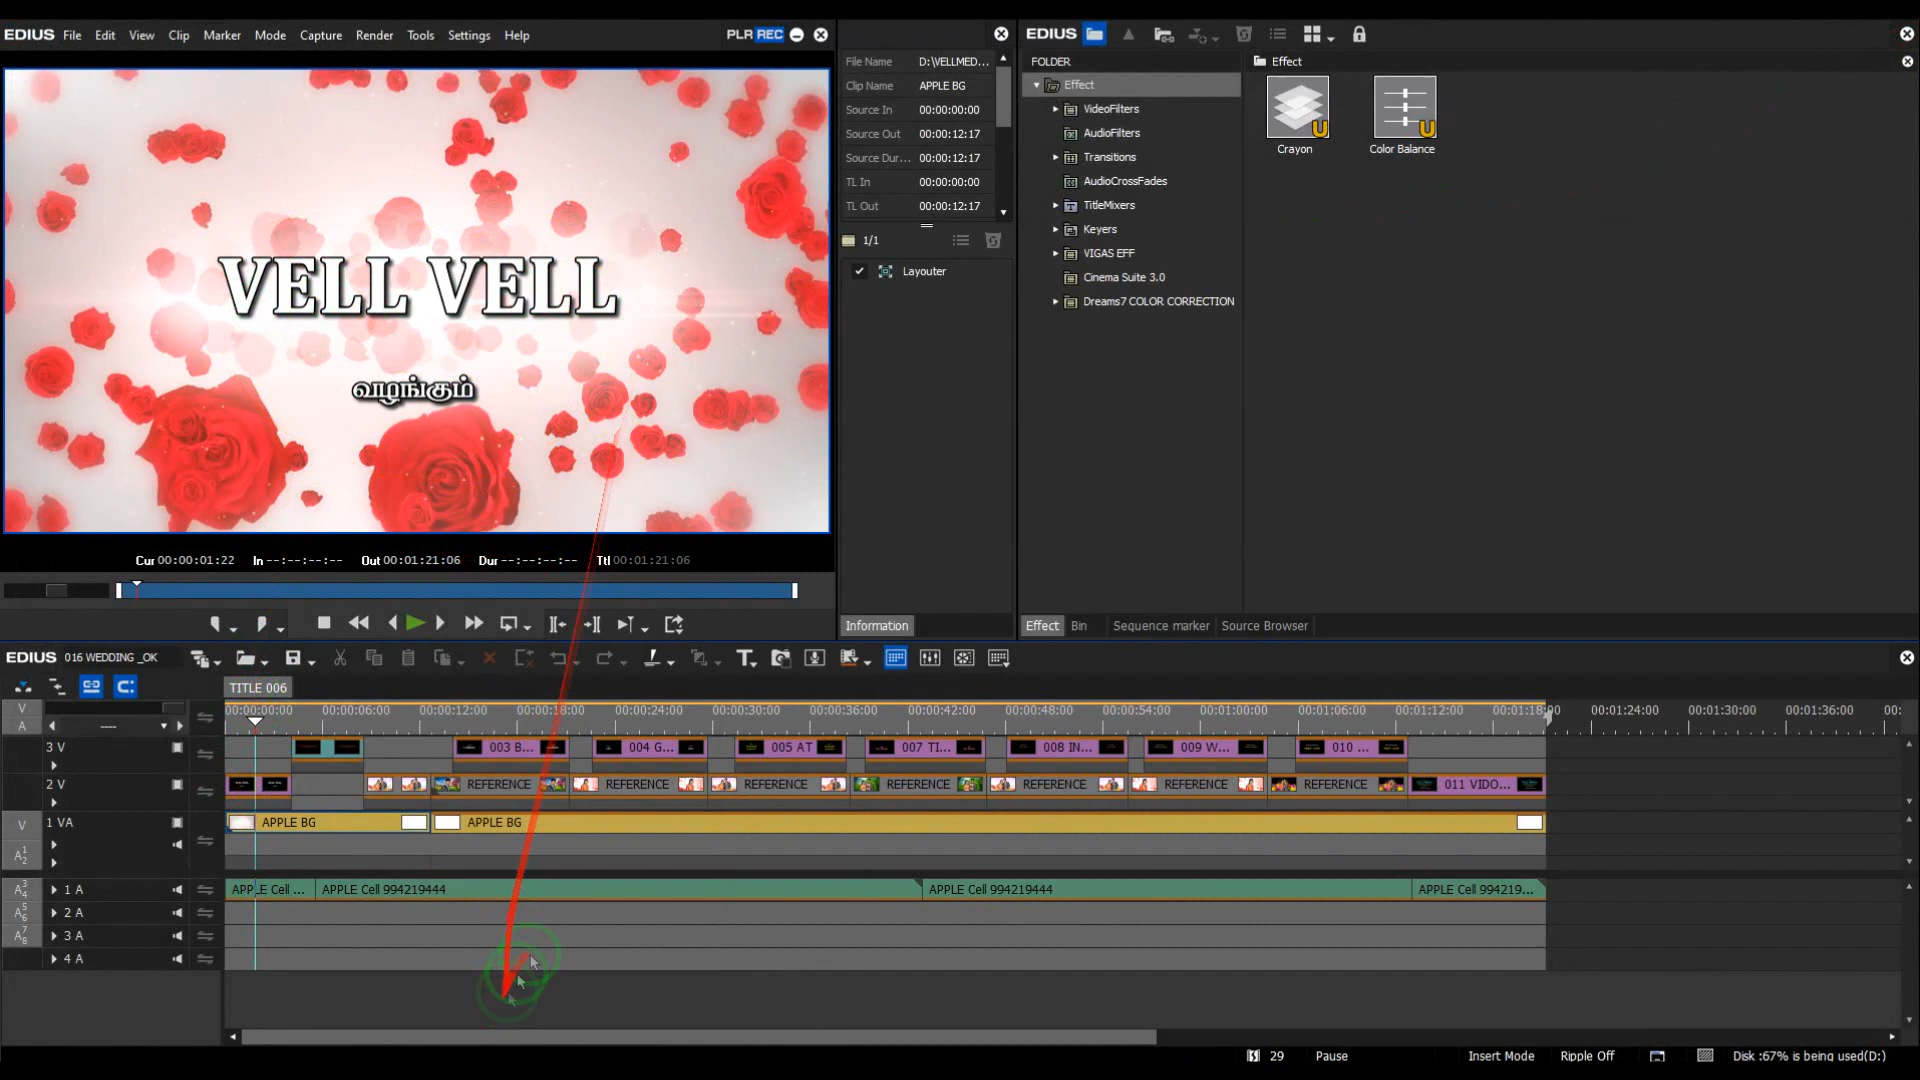 EDIUS File Edit View Clip Marker Mode Capture Render Tools Settings Help PLR REC
VELL VELL
வழங்கும்
Cur 00:00:01:22 In --:--:--:-- Out 00:01:21:06 Dur --:--:--:-- Ttl 00:01:21:06
File Name D:\VELLMED...
Clip Name APPLE BG
Source In 00:00:00:00
Source Out 00:00:12:17
Source Dur... 00:00:12:17
TL In 00:00:00:00
TL Out 00:00:12:17
1/1
Layouter
Information
EDIUS
FOLDER
Effect
VideoFilters
AudioFilters
Transitions
AudioCrossFades
TitleMixers
Keyers
VIGAS EFF
Cinema Suite 3.0
Dreams7 COLOR CORRECTION
Effect
U U
Crayon Color Balance
Effect Bin Sequence marker Source Browser
EDIUS 016 WEDDING _OK
TITLE 006
V
A ----
00:00:00:00 00:00:06:00 00:00:12:00 00:00:18:00 00:00:24:00 00:00:30:00 00:00:36:00 00:00:42:00 00:00:48:00 00:00:54:00 00:01:00:00 00:01:06:00 00:01:12:00 00:01:18:00 00:01:24:00 00:01:30:00 00:01:36:00 00:
3 V 003 B... 004 G... 005 AT 007 TI... 008 IN... 009 W... 010 ...
2 V REFERENCE REFERENCE REFERENCE REFERENCE REFERENCE REFERENCE REFERENCE 011 VIDO...
V 1 VA APPLE BG APPLE BG
A 1 2
A 3 4 1 A APPLE Cell ... APPLE Cell 994219444 APPLE Cell 994219444 APPLE Cell 994219...
A 5 6 2 A
A 7 8 3 A
4 A
29 Pause Insert Mode Ripple Off Disk :67% is being used(D:)